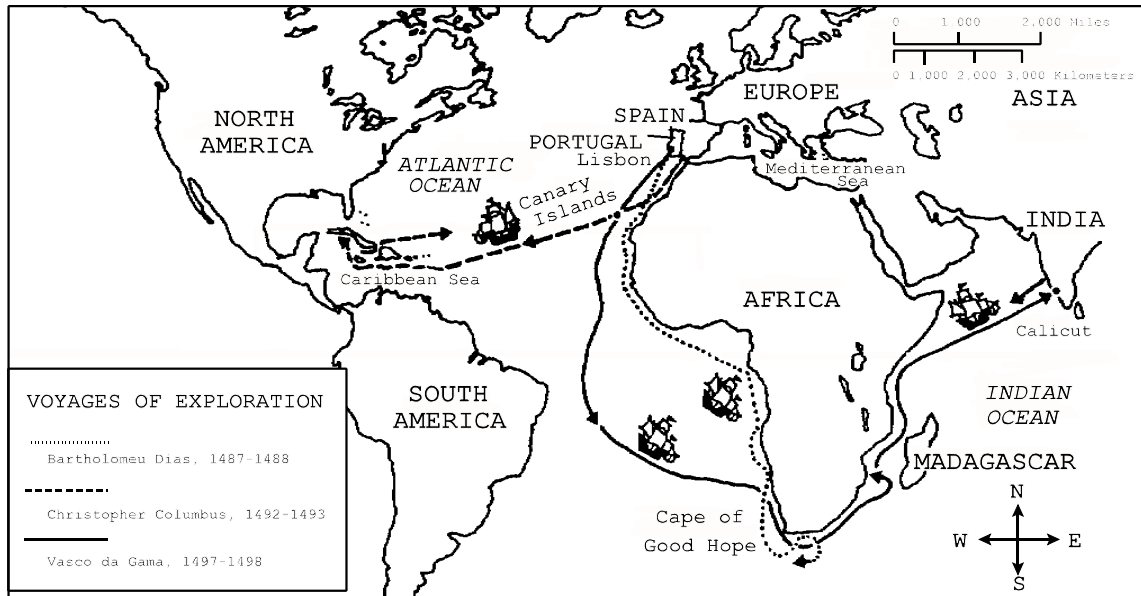 0 1 000 2,000 Miles
0 1,000 2,000 3,000 Kilometers
ASIA
EUROPE
SPAIN
PORTUGAL
Lisbon
Mediterranean
Sea
NORTH
AMERICA
ATLANTIC
OCEAN
Canary
Islands
INDIA
Caribbean Sea
AFRICA
Calicut
SOUTH
AMERICA
INDIAN
OCEAN
MADAGASCAR
Cape of
Good Hope
N
W E
S
VOYAGES OF EXPLORATION
Bartholomeu Dias, 1487-1488
Christopher Columbus, 1492-1493
Vasco da Gama, 1497-1498